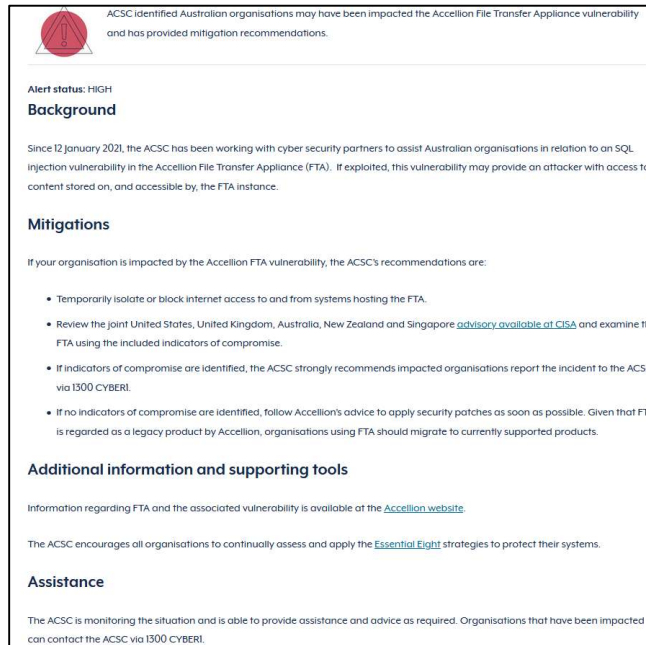 ACSC identified Australian organisations may have been impacted the Accellion File Transfer Appliance vulnerability
and has provided mitigation recommendations.
Alert status: HIGH
Background
Since 12 January 2021, the ACSC has been working with cyber security partners to assist Australian organisations in relation to an SQL
injection vulnerability in the Accellion File Transfer Appliance (FTA). If exploited, this vulnerability may provide an attacker with access to
content stored on, and accessible by, the FTA instance.
Mitigations
If your organisation is impacted by the Accellion FTA vulnerability, the ACSC's recommendations are:
• Temporarily isolate or block internet access to and from systems hosting the FTA.
• Review the joint United States, United Kingdom, Australia, New Zealand and Singapore advisory available at CISA and examine th
FTA using the included indicators of compromise.
• If indicators of compromise are identified, the ACSC strongly recommends impacted organisations report the incident to the ACS
via 1300 CYBER1.
• If no indicators of compromise are identified, follow Accellion's advice to apply security patches as soon as possible. Given that FT
is regarded as a legacy product by Accellion, organisations using FTA should migrate to currently supported products.
Additional information and supporting tools
Information regarding FTA and the associated vulnerability is available at the Accellion website.
The ACSC encourages all organisations to continually assess and apply the Essential Eight strategies to protect their systems.
Assistance
The ACSC is monitoring the situation and is able to provide assistance and advice as required. Organisations that have been impacted
can contact the ACSC via 1300 CYBER1.